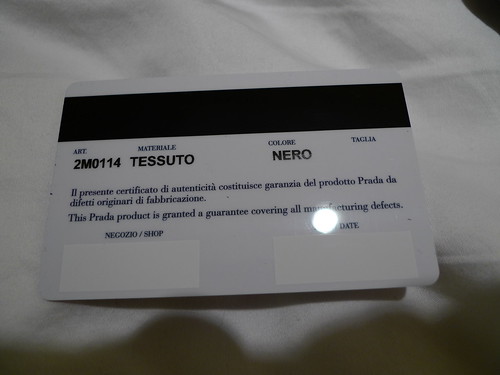 ART. MATERIALE COLORE TAGLIA
2M0114 TESSUTO NERO
Il presente certificato di autenticità costituisce garanzia del prodotto Prada da
difetti originari di fabbricazione.
This Prada product is granted a guarantee covering all manufacturing defects.
NEGOZIO / SHOP DATE